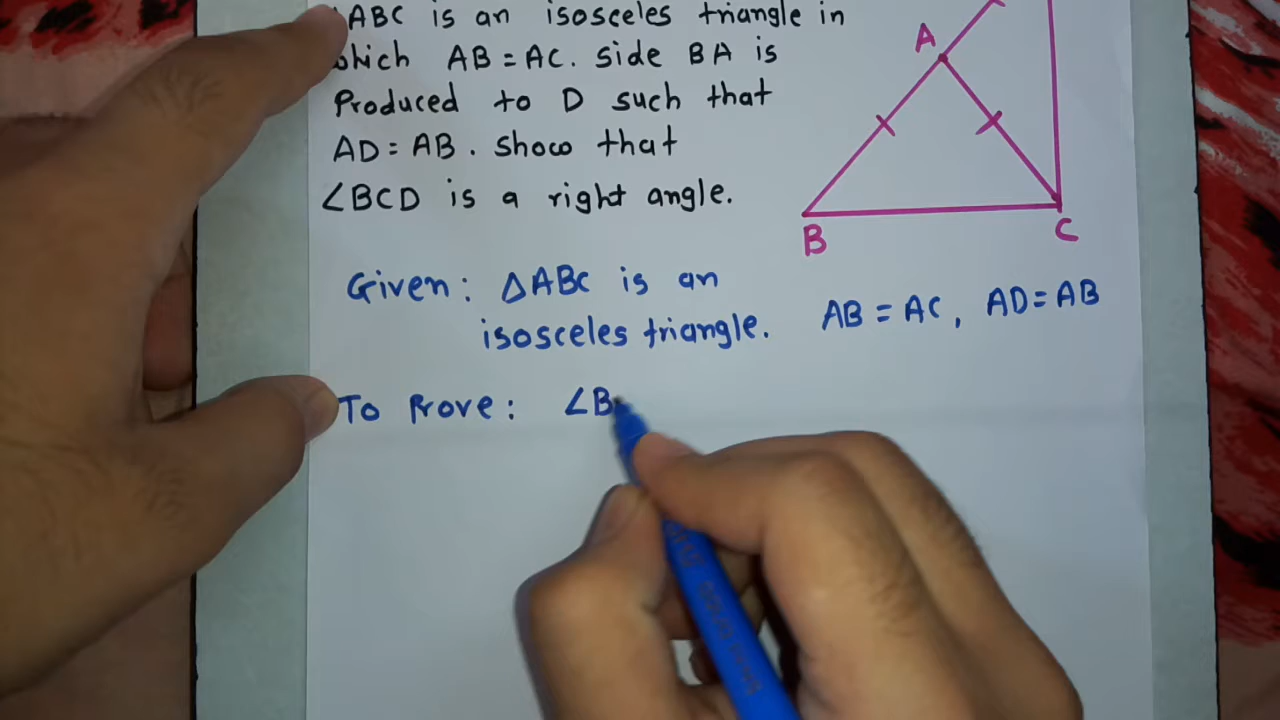 △ABC is an isosceles triangle in
which AB = AC. side BA is
Produced to D such that
AD = AB. show that
∠BCD is a right angle.
A
B
C
Given: △ABC is an
isosceles triangle. AB = AC, AD = AB
To Prove: ∠B